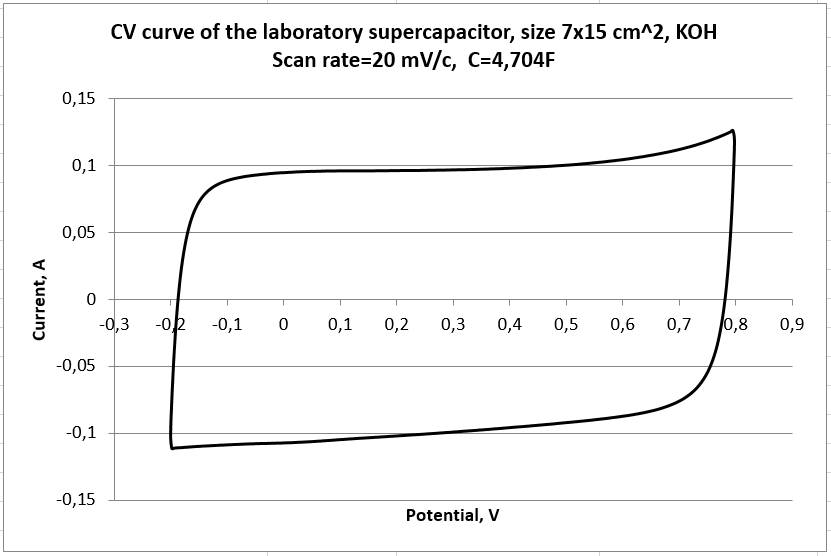 CV curve of the laboratory supercapacitor, size 7x15 cm^2, KOH
Scan rate=20 mV/c,  C=4,704F
0,15
0,1
0,05
0
-0,05
-0,1
-0,15
-0,3 -0,2 -0,1 0 0,1 0,2 0,3 0,4 0,5 0,6 0,7 0,8 0,9
Current, A
Potential, V